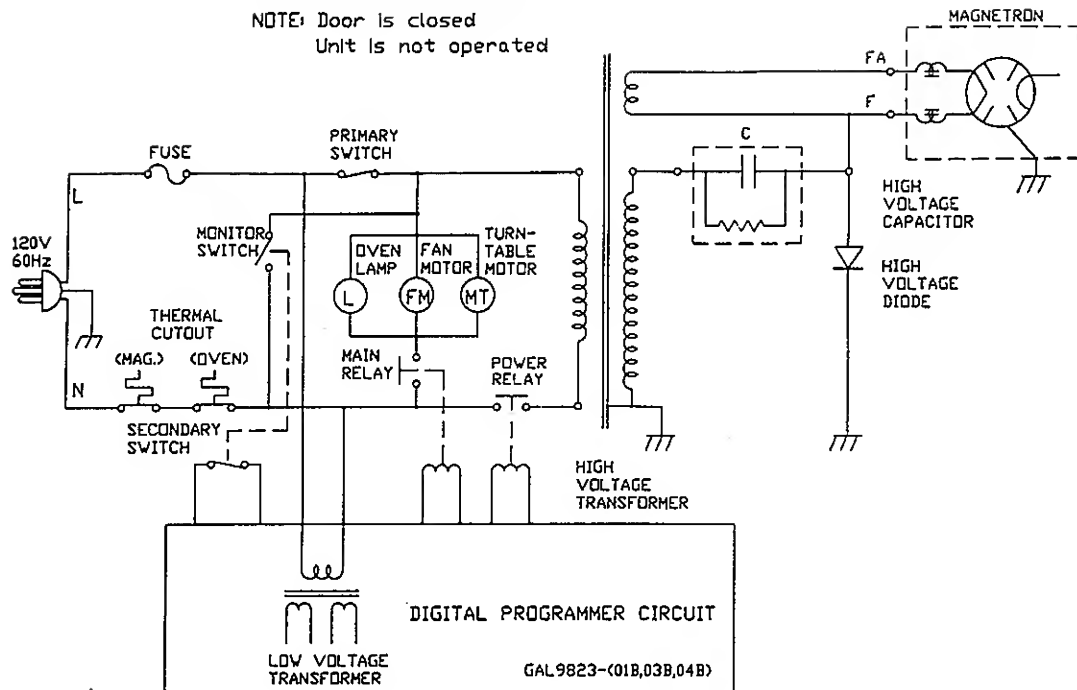 NOTE: Door is closed
Unit is not operated
MAGNETRON
FA
F
PRIMARY
SWITCH
FUSE
C
L
HIGH
VOLTAGE
CAPACITOR
MONITOR
SWITCH
OVEN
LAMP
FAN
MOTOR
TURN-
TABLE
MOTOR
120V
60Hz
HIGH
VOLTAGE
DIODE
L
FM
MT
THERMAL
CUTOUT
(MAG.)
(OVEN)
MAIN
RELAY
POWER
RELAY
N
SECONDARY
SWITCH
HIGH
VOLTAGE
TRANSFORMER
DIGITAL PROGRAMMER CIRCUIT
LOW VOLTAGE
TRANSFORMER
GAL9823-(01B,03B,04B)